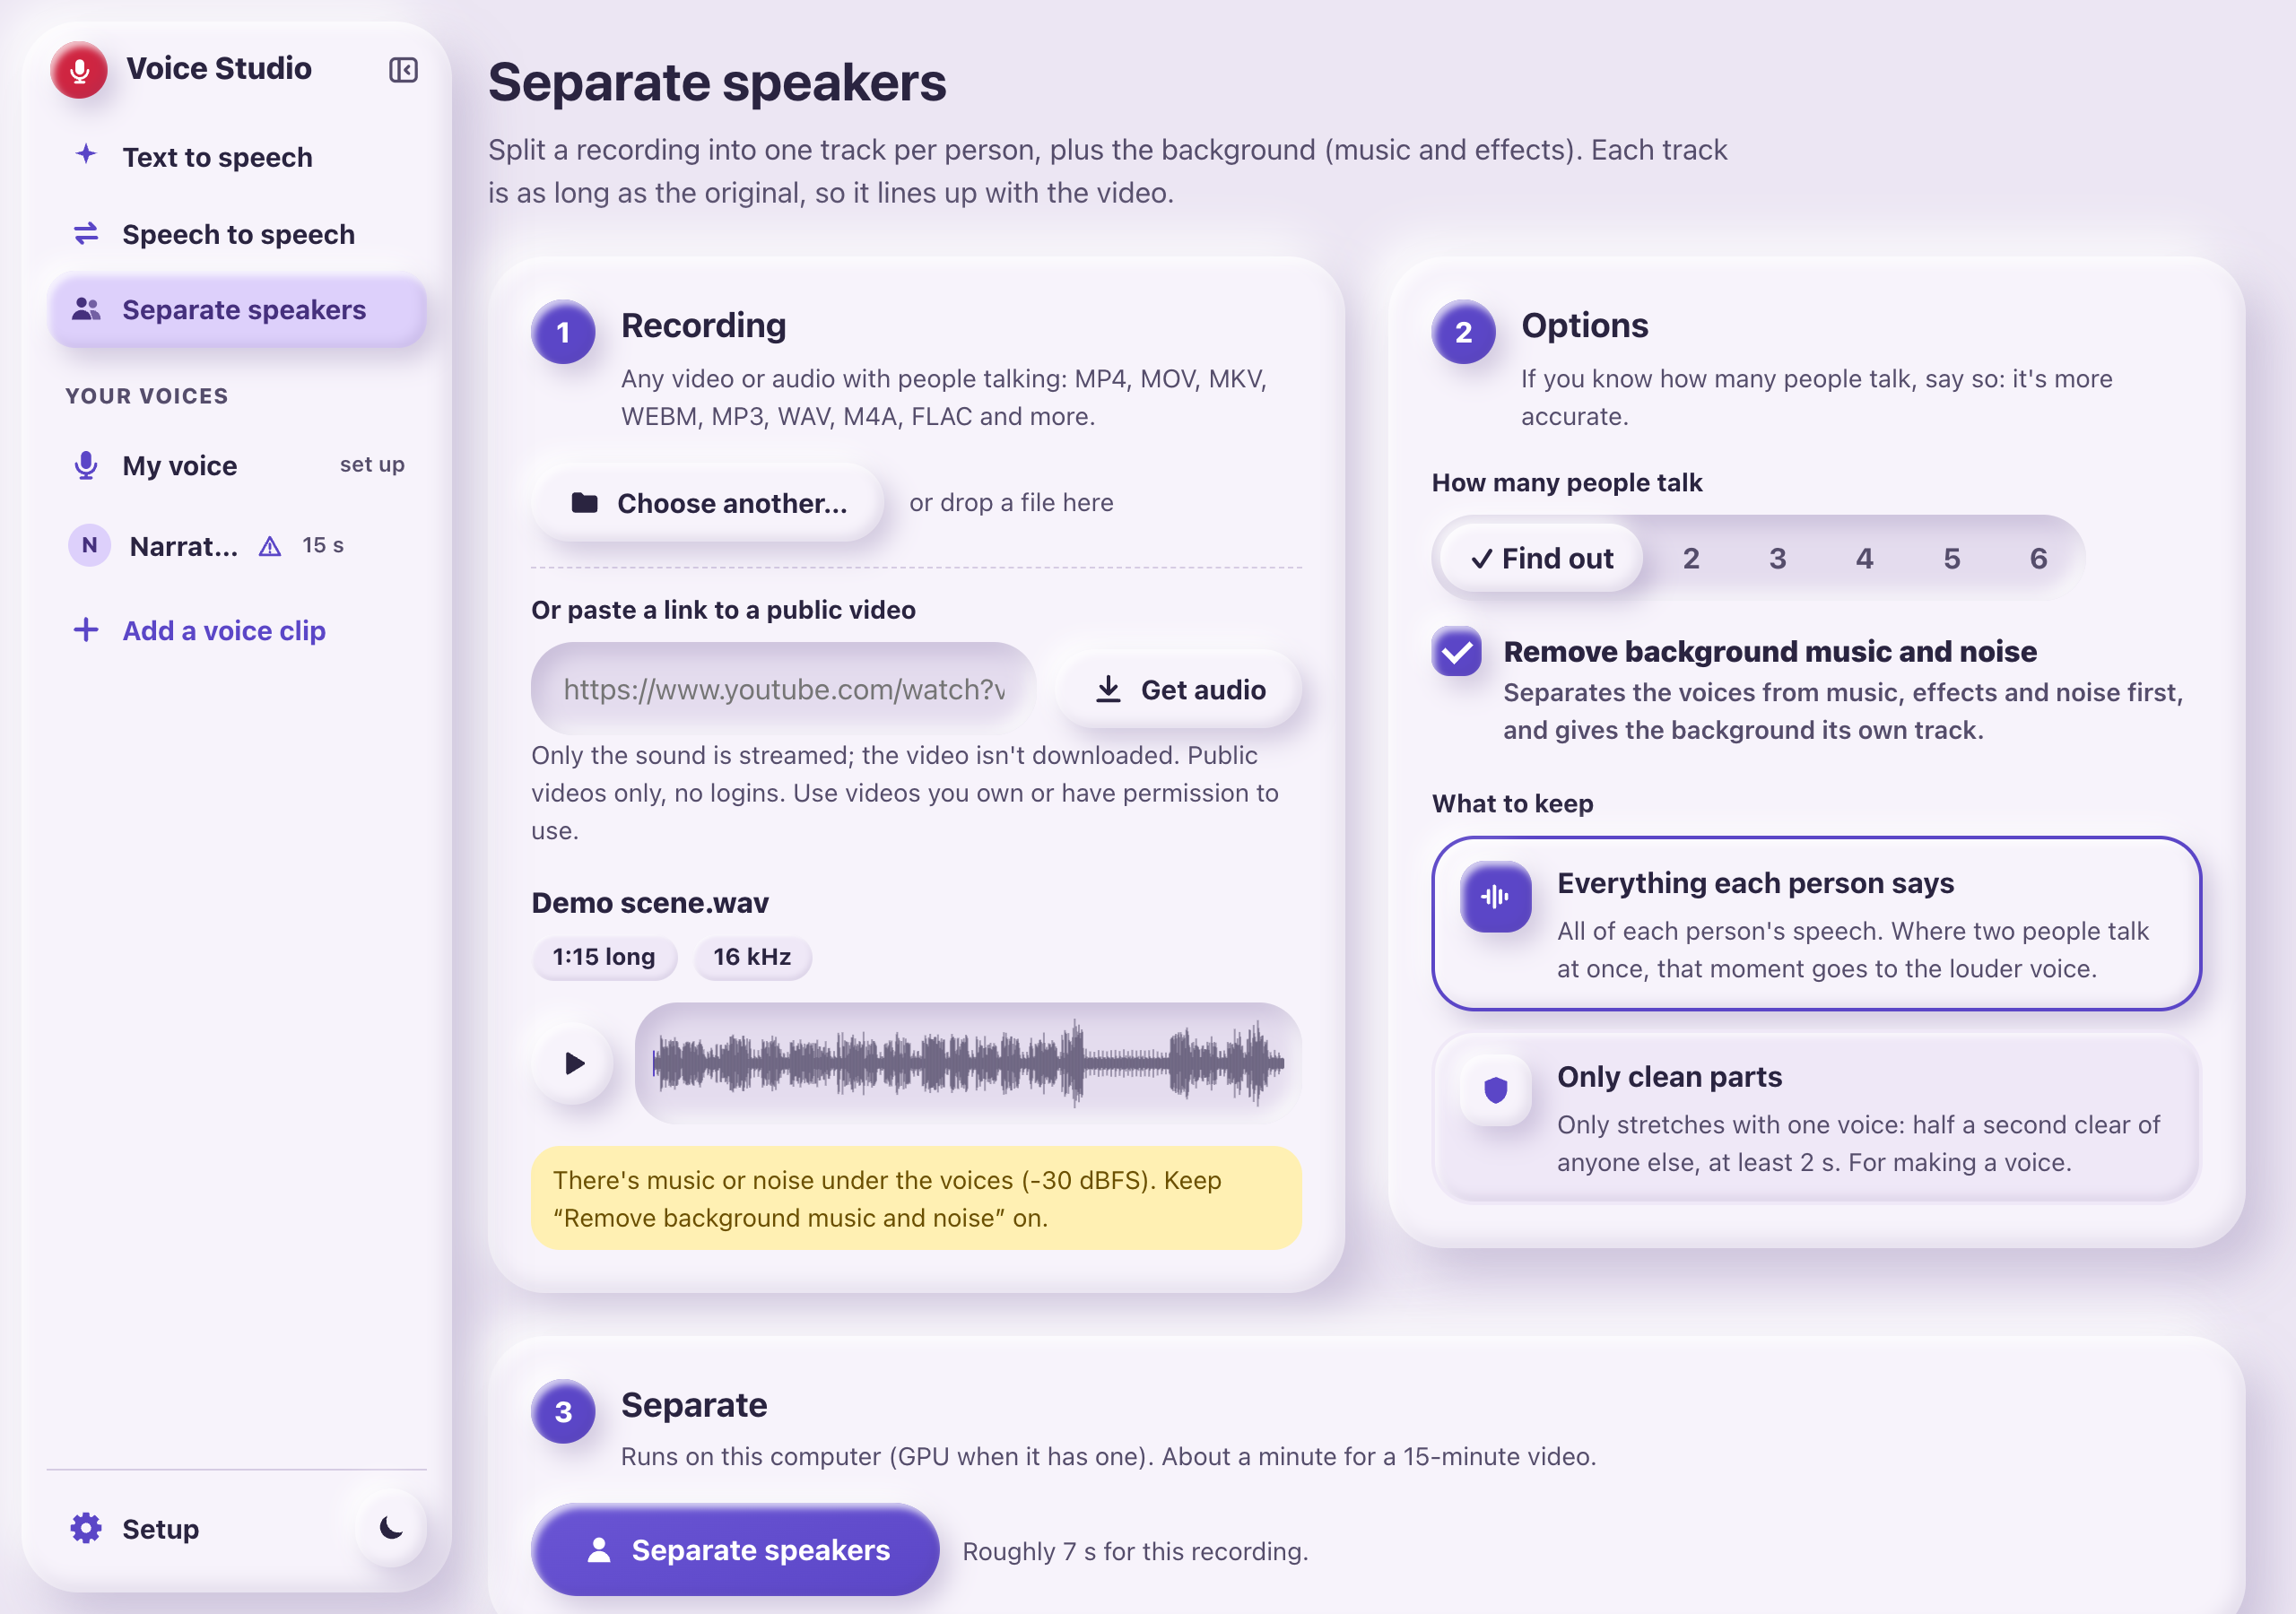 Voice Studio
Text to speech
Speech to speech
Separate speakers
YOUR VOICES
My voice set up
N Narrat... 15 s
Add a voice clip
Setup
Separate speakers
Split a recording into one track per person, plus the background (music and effects). Each track
is as long as the original, so it lines up with the video.
1 Recording
Any video or audio with people talking: MP4, MOV, MKV,
WEBM, MP3, WAV, M4A, FLAC and more.
Choose another... or drop a file here
Or paste a link to a public video
https://www.youtube.com/watch?v Get audio
Only the sound is streamed; the video isn't downloaded. Public
videos only, no logins. Use videos you own or have permission to
use.
Demo scene.wav
1:15 long 16 kHz
There's music or noise under the voices (-30 dBFS). Keep
“Remove background music and noise” on.
2 Options
If you know how many people talk, say so: it's more
accurate.
How many people talk
Find out 2 3 4 5 6
Remove background music and noise
Separates the voices from music, effects and noise first,
and gives the background its own track.
What to keep
Everything each person says
All of each person's speech. Where two people talk
at once, that moment goes to the louder voice.
Only clean parts
Only stretches with one voice: half a second clear of
anyone else, at least 2 s. For making a voice.
3 Separate
Runs on this computer (GPU when it has one). About a minute for a 15-minute video.
Separate speakers Roughly 7 s for this recording.